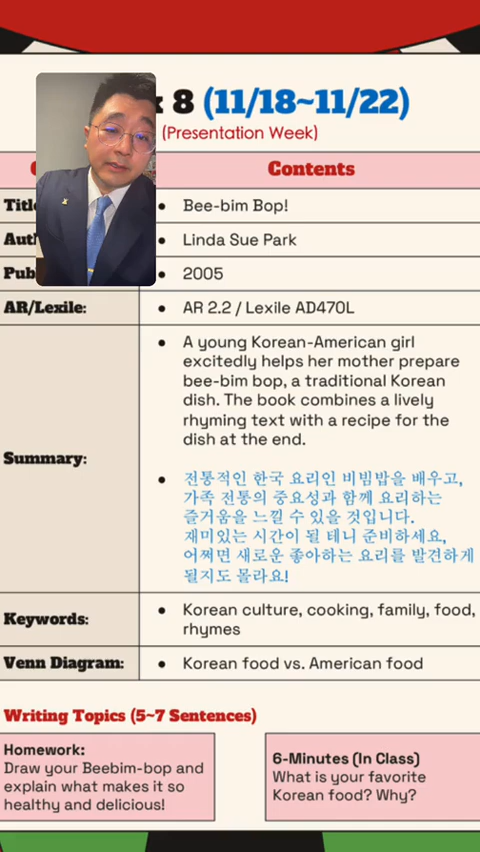 8 (11/18~11/22)
(Presentation Week)
Contents
• Bee-bim Bop!
• Linda Sue Park
• 2005
AR/Lexile:
• AR 2.2 / Lexile AD470L
Summary:
• A young Korean-American girl
excitedly helps her mother prepare
bee-bim bop, a traditional Korean
dish. The book combines a lively
rhyming text with a recipe for the
dish at the end.
• 전통적인 한국 요리인 비빔밥을 배우고,
가족 전통의 중요성과 함께 요리하는
즐거움을 느낄 수 있을 것입니다.
재미있는 시간이 될 테니 준비하세요,
어쩌면 새로운 좋아하는 요리를 발견하게
될지도 몰라요!
Keywords:
• Korean culture, cooking, family, food,
rhymes
Venn Diagram:
• Korean food vs. American food
Writing Topics (5~7 Sentences)
Homework:
Draw your Beebim-bop and
explain what makes it so
healthy and delicious!
6-Minutes (In Class)
What is your favorite
Korean food? Why?